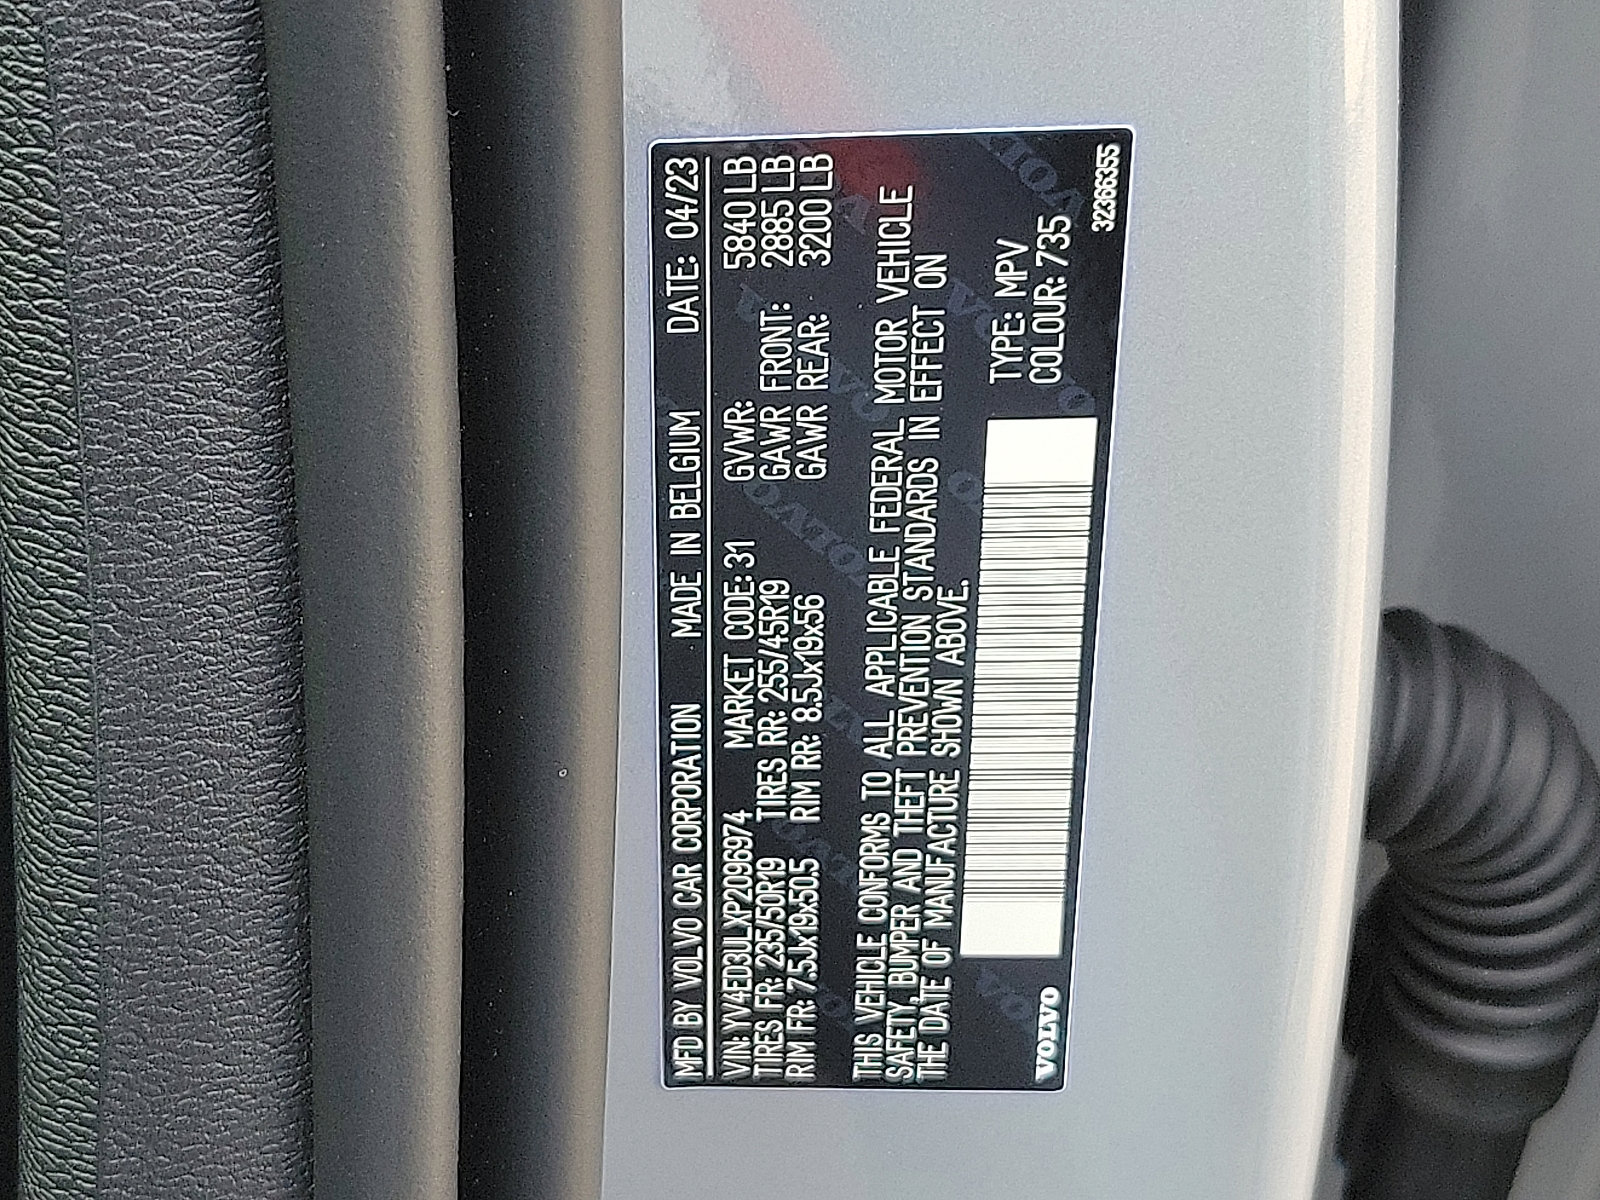 MFD BY VOLVO CAR CORPORATION MADE IN BELGIUM DATE: 04/23
VIN: YV4ED3ULXP2096974 MARKET CODE: 31 GVWR: 5840 LB
TIRES FR: 235/50R19 TIRES RR: 255/45R19 GAWR FRONT: 2885 LB
RIM FR: 7.5Jx19x50.5 RIM RR: 8.5Jx19x56 GAWR REAR: 3200 LB
THIS VEHICLE CONFORMS TO ALL APPLICABLE FEDERAL MOTOR VEHICLE
SAFETY, BUMPER AND THEFT PREVENTION STANDARDS IN EFFECT ON
THE DATE OF MANUFACTURE SHOWN ABOVE.
TYPE: MPV
VOLVO COLOUR: 735
32366355